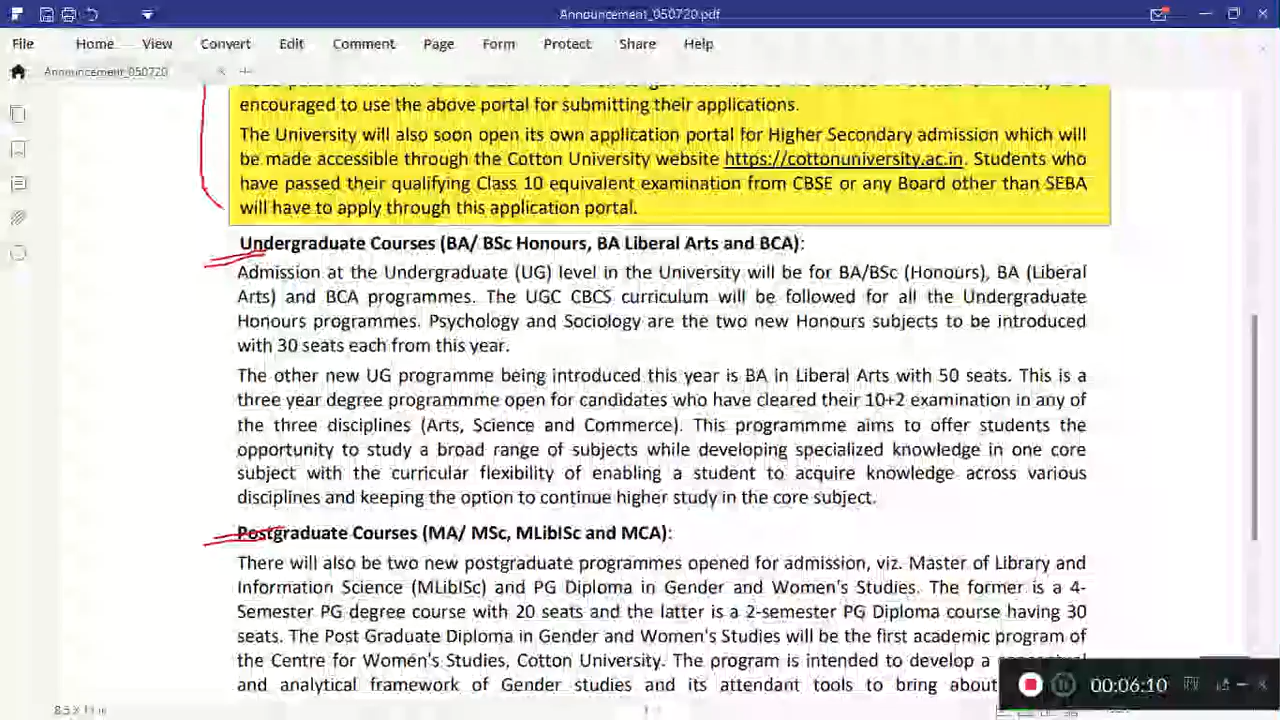 Announcement_050720.pdf
File Home View Convert Edit Comment Page Form Protect Share Help
Announcement_050720
encouraged to use the above portal for submitting their applications.
The University will also soon open its own application portal for Higher Secondary admission which will
be made accessible through the Cotton University website https://cottonuniversity.ac.in. Students who
have passed their qualifying Class 10 equivalent examination from CBSE or any Board other than SEBA
will have to apply through this application portal.
Undergraduate Courses (BA/ BSc Honours, BA Liberal Arts and BCA):
Admission at the Undergraduate (UG) level in the University will be for BA/BSc (Honours), BA (Liberal
Arts) and BCA programmes. The UGC CBCS curriculum will be followed for all the Undergraduate
Honours programmes. Psychology and Sociology are the two new Honours subjects to be introduced
with 30 seats each from this year.
The other new UG programme being introduced this year is BA in Liberal Arts with 50 seats. This is a
three year degree programmme open for candidates who have cleared their 10+2 examination in any of
the three disciplines (Arts, Science and Commerce). This programmme aims to offer students the
opportunity to study a broad range of subjects while developing specialized knowledge in one core
subject with the curricular flexibility of enabling a student to acquire knowledge across various
disciplines and keeping the option to continue higher study in the core subject.
Postgraduate Courses (MA/ MSc, MLibISc and MCA):
There will also be two new postgraduate programmes opened for admission, viz. Master of Library and
Information Science (MLibISc) and PG Diploma in Gender and Women's Studies. The former is a 4-
Semester PG degree course with 20 seats and the latter is a 2-semester PG Diploma course having 30
seats. The Post Graduate Diploma in Gender and Women's Studies will be the first academic program of
the Centre for Women's Studies, Cotton University. The program is intended to develop a
and analytical framework of Gender studies and its attendant tools to bring about
00:06:10
8.5 x 11 in